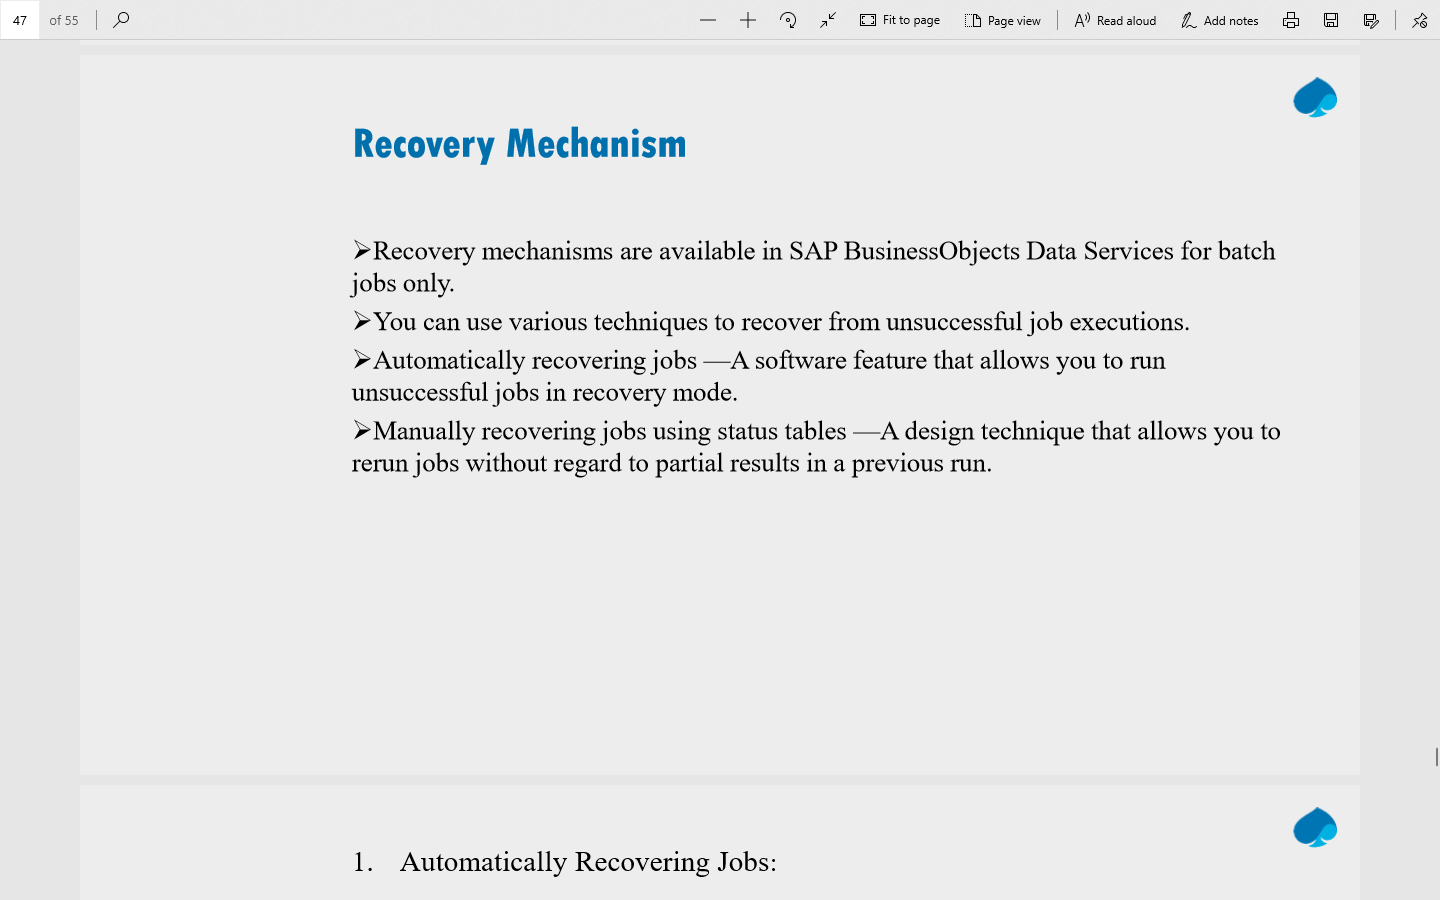 47 of 55 Fit to page Page view Read aloud Add notes
Recovery Mechanism
➢Recovery mechanisms are available in SAP BusinessObjects Data Services for batch
jobs only.
➢You can use various techniques to recover from unsuccessful job executions.
➢Automatically recovering jobs —A software feature that allows you to run
unsuccessful jobs in recovery mode.
➢Manually recovering jobs using status tables —A design technique that allows you to
rerun jobs without regard to partial results in a previous run.
1. Automatically Recovering Jobs: